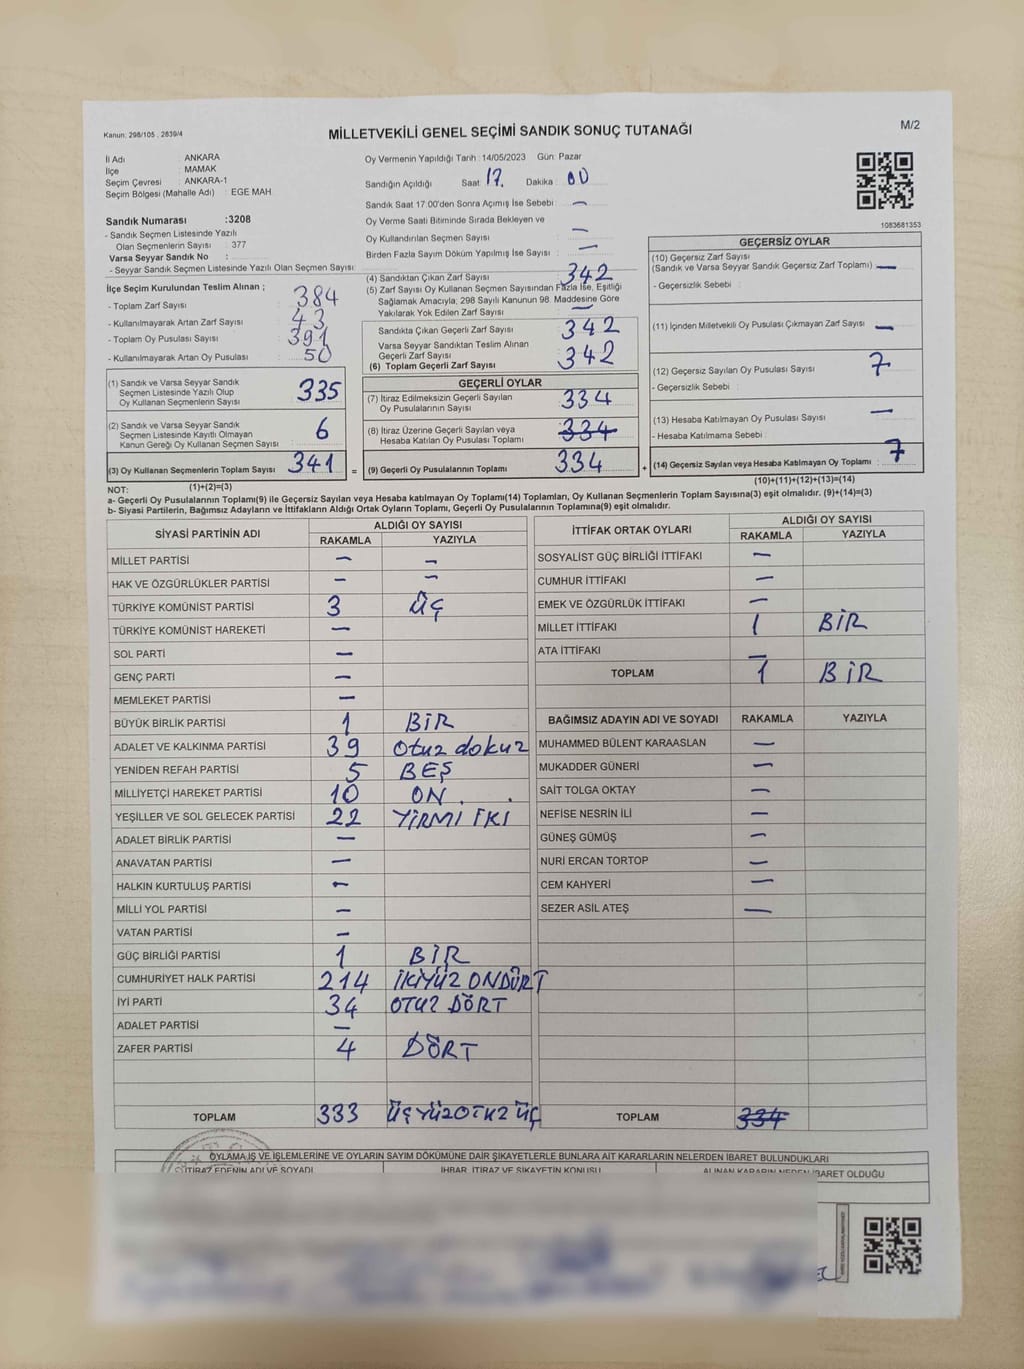 Kanun: 298/105 , 2839/4
MİLLETVEKİLİ GENEL SEÇİMİ SANDIK SONUÇ TUTANAĞI
M/2
İl Adı ANKARA
İlçe MAMAK
Seçim Çevresi : ANKARA-1
Seçim Bölgesi (Mahalle Adı) : EGE MAH.
Oy Vermenin Yapıldığı Tarih : 14/05/2023 Gün: Pazar
Sandığın Açıldığı Saat 17. Dakika 00
Sandık Saat 17:00'den Sonra Açımış İse Sebebi : —
Oy Verme Saati Bitiminde Sırada Bekleyen ve
Oy Kullandırılan Seçmen Sayısı —
Birden Fazla Sayım Döküm Yapılmış İse Sayısı : —
1083681353
Sandık Numarası :3208
- Sandık Seçmen Listesinde Yazılı
Olan Seçmenlerin Sayısı : 377
Varsa Seyyar Sandık No :
- Seyyar Sandık Seçmen Listesinde Yazılı Olan Seçmen Sayısı :
İlçe Seçim Kurulundan Teslim Alınan ;
- Toplam Zarf Sayısı 384
- Kullanılmayarak Artan Zarf Sayısı 43
- Toplam Oy Pusulası Sayısı 391
- Kullanılmayarak Artan Oy Pusulası 50
(1) Sandık ve Varsa Seyyar Sandık
Seçmen Listesinde Yazılı Olup
Oy Kullanan Seçmenlerin Sayısı 335
(2) Sandık ve Varsa Seyyar Sandık
Seçmen Listesinde Kayıtlı Olmayan
Kanun Gereği Oy Kullanan Seçmen Sayısı 6
(3) Oy Kullanan Seçmenlerin Toplam Sayısı 341 =
(1)+(2)=(3)
(4) Sandıktan Çıkan Zarf Sayısı 342
(5) Zarf Sayısı Oy Kullanan Seçmen Sayısından Fazla İse, Eşitliği
Sağlamak Amacıyla, 298 Sayılı Kanunun 98. Maddesine Göre
Yakılarak Yok Edilen Zarf Sayısı —
Sandıkta Çıkan Geçerli Zarf Sayısı 342
Varsa Seyyar Sandıktan Teslim Alınan
Geçerli Zarf Sayısı
(6) Toplam Geçerli Zarf Sayısı 342
GEÇERLİ OYLAR
(7) İtiraz Edilmeksizin Geçerli Sayılan
Oy Pusulalarının Sayısı 334
(8) İtiraz Üzerine Geçerli Sayılan veya
Hesaba Katılan Oy Pusulası Toplamı 334
(9) Geçerli Oy Pusulalarının Toplamı 334 +
GEÇERSİZ OYLAR
(10) Geçersiz Zarf Sayısı
(Sandık ve Varsa Seyyar Sandık Geçersiz Zarf Toplamı) —
- Geçersizlik Sebebi :
(11) İçinden Milletvekili Oy Pusulası Çıkmayan Zarf Sayısı —
(12) Geçersiz Sayılan Oy Pusulası Sayısı 7
- Geçersizlik Sebebi :
(13) Hesaba Katılmayan Oy Pusulası Sayısı —
- Hesaba Katılmama Sebebi :
(14) Geçersiz Sayılan veya Hesaba Katılmayan Oy Toplamı : 7
(10)+(11)+(12)+(13)=(14)
NOT:
a- Geçerli Oy Pusulalarının Toplamı(9) ile Geçersiz Sayılan veya Hesaba katılmayan Oy Toplamı(14) Toplamları, Oy Kullanan Seçmenlerin Toplam Sayısına(3) eşit olmalıdır. (9)+(14)=(3)
b- Siyasi Partilerin, Bağımsız Adayların ve İttifakların Aldığı Ortak Oyların Toplamı, Geçerli Oy Pusulalarının Toplamına(9) eşit olmalıdır.
SİYASİ PARTİNİN ADI ALDIĞI OY SAYISI
RAKAMLA YAZIYLA
MİLLET PARTİSİ — —
HAK VE ÖZGÜRLÜKLER PARTİSİ — —
TÜRKİYE KOMÜNİST PARTİSİ 3 ÜÇ
TÜRKİYE KOMÜNİST HAREKETİ —
SOL PARTİ —
GENÇ PARTİ —
MEMLEKET PARTİSİ —
BÜYÜK BİRLİK PARTİSİ 1 BİR
ADALET VE KALKINMA PARTİSİ 39 Otuz dokuz
YENİDEN REFAH PARTİSİ 5 BEŞ
MİLLİYETÇİ HAREKET PARTİSİ 10 ON
YEŞİLLER VE SOL GELECEK PARTİSİ 22 YİRMİ İKİ
ADALET BİRLİK PARTİSİ —
ANAVATAN PARTİSİ —
HALKIN KURTULUŞ PARTİSİ —
MİLLİ YOL PARTİSİ —
VATAN PARTİSİ —
GÜÇ BİRLİĞİ PARTİSİ 1 BİR
CUMHURİYET HALK PARTİSİ 214 İKİYÜZ ONDÖRT
İYİ PARTİ 34 OTUZ DÖRT
ADALET PARTİSİ —
ZAFER PARTİSİ 4 DÖRT
TOPLAM 333 ÜÇYÜZOTUZ ÜÇ
İTTİFAK ORTAK OYLARI ALDIĞI OY SAYISI
RAKAMLA YAZIYLA
SOSYALİST GÜÇ BİRLİĞİ İTTİFAKI —
CUMHUR İTTİFAKI —
EMEK VE ÖZGÜRLÜK İTTİFAKI —
MİLLET İTTİFAKI 1 BİR
ATA İTTİFAKI —
TOPLAM 1 BİR
BAĞIMSIZ ADAYIN ADI VE SOYADI RAKAMLA YAZIYLA
MUHAMMED BÜLENT KARAASLAN —
MUKADDER GÜNERİ —
SAİT TOLGA OKTAY —
NEFİSE NESRİN İLİ —
GÜNEŞ GÜMÜŞ —
NURİ ERCAN TORTOP —
CEM KAHYERİ —
SEZER ASİL ATEŞ —
TOPLAM 334
OYLAMA İŞ VE İŞLEMLERİNE VE OYLARIN SAYIM DÖKÜMÜNE DAİR ŞİKAYETLERLE BUNLARA AİT KARARLARIN NELERDEN İBARET BULUNDUKLARI
İTİRAZ EDENİN ADI VE SOYADI İHBAR, İTİRAZ VE ŞİKAYETİN KONUSU ALINAN KARARIN NEDEN İBARET OLDUĞU